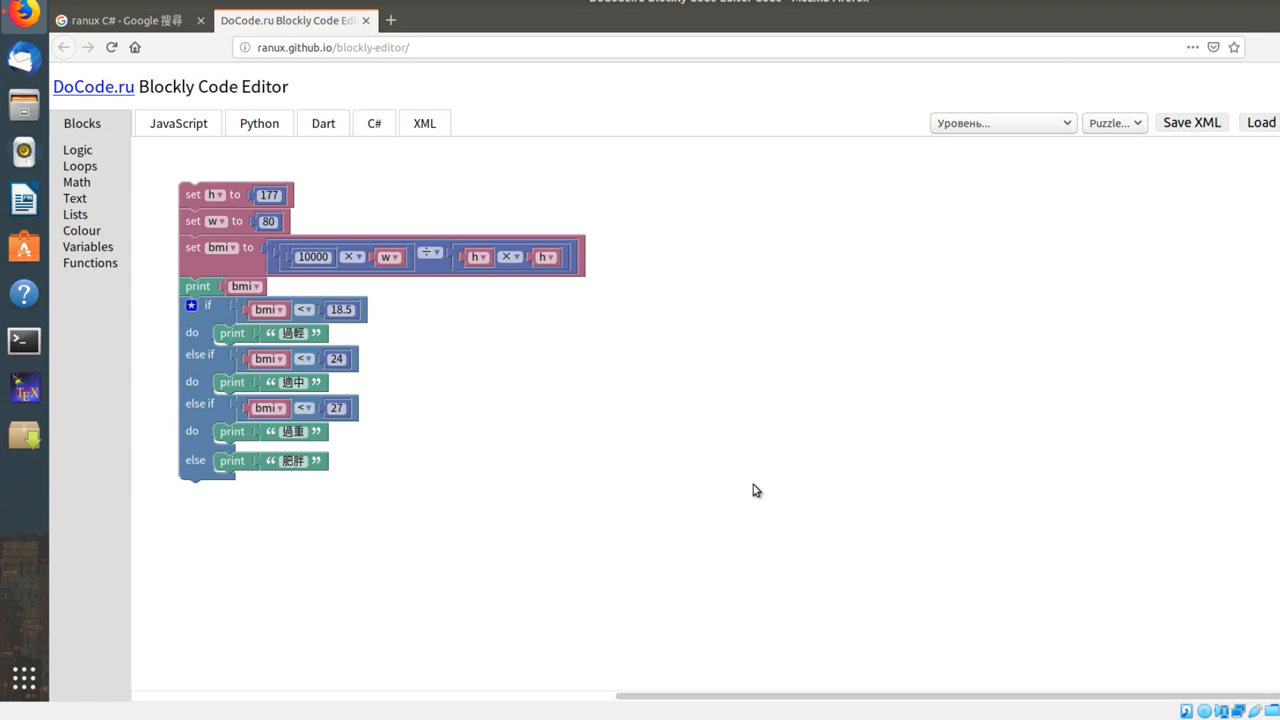 ranux C# - Google 搜尋
DoCode.ru Blockly Code Edi
ranux.github.io/blockly-editor/
DoCode.ru Blockly Code Editor
Blocks JavaScript Python Dart C# XML Уровень... Puzzle... Save XML Load
Logic
Loops
Math
Text
Lists
Colour
Variables
Functions
set h to 177
set w to 80
set bmi to 10000 × w ÷ h × h
print bmi
if bmi < 18.5
do print “ 過輕 ”
else if bmi < 24
do print “ 適中 ”
else if bmi < 27
do print “ 過重 ”
else print “ 肥胖 ”
TEX